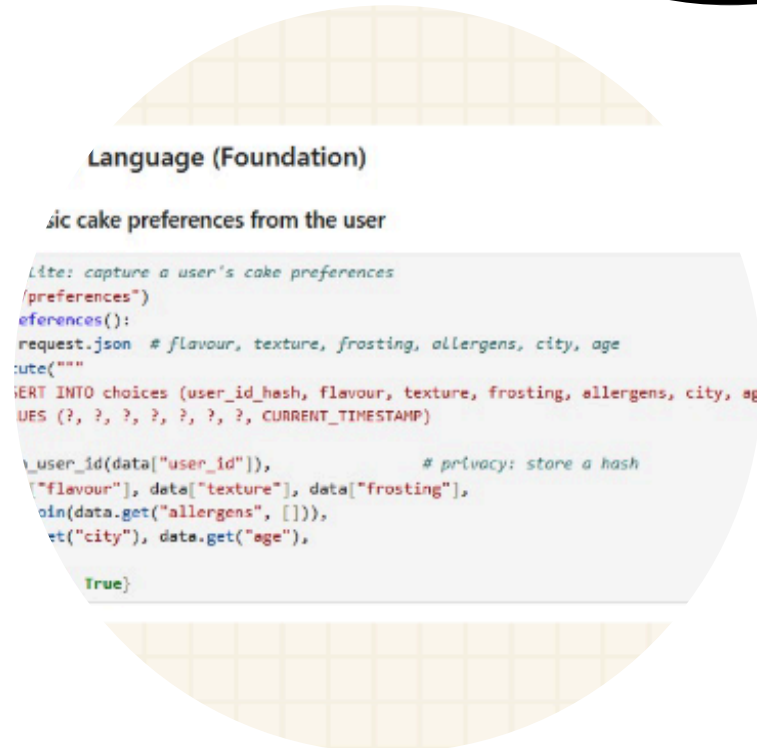 Language (Foundation)
sic cake preferences from the user
Lite: capture a user's cake preferences
/preferences")
eferences():
request.json # flavour, texture, frosting, allergens, city, age
cute("""
SERT INTO choices (user_id_hash, flavour, texture, frosting, allergens, city, ag
UES (?, ?, ?, ?, ?, ?, ?, CURRENT_TIMESTAMP)
_user_id(data["user_id"]), # privacy: store a hash
["flavour"], data["texture"], data["frosting"],
oin(data.get("allergens", [])),
et("city"), data.get("age"),
True}